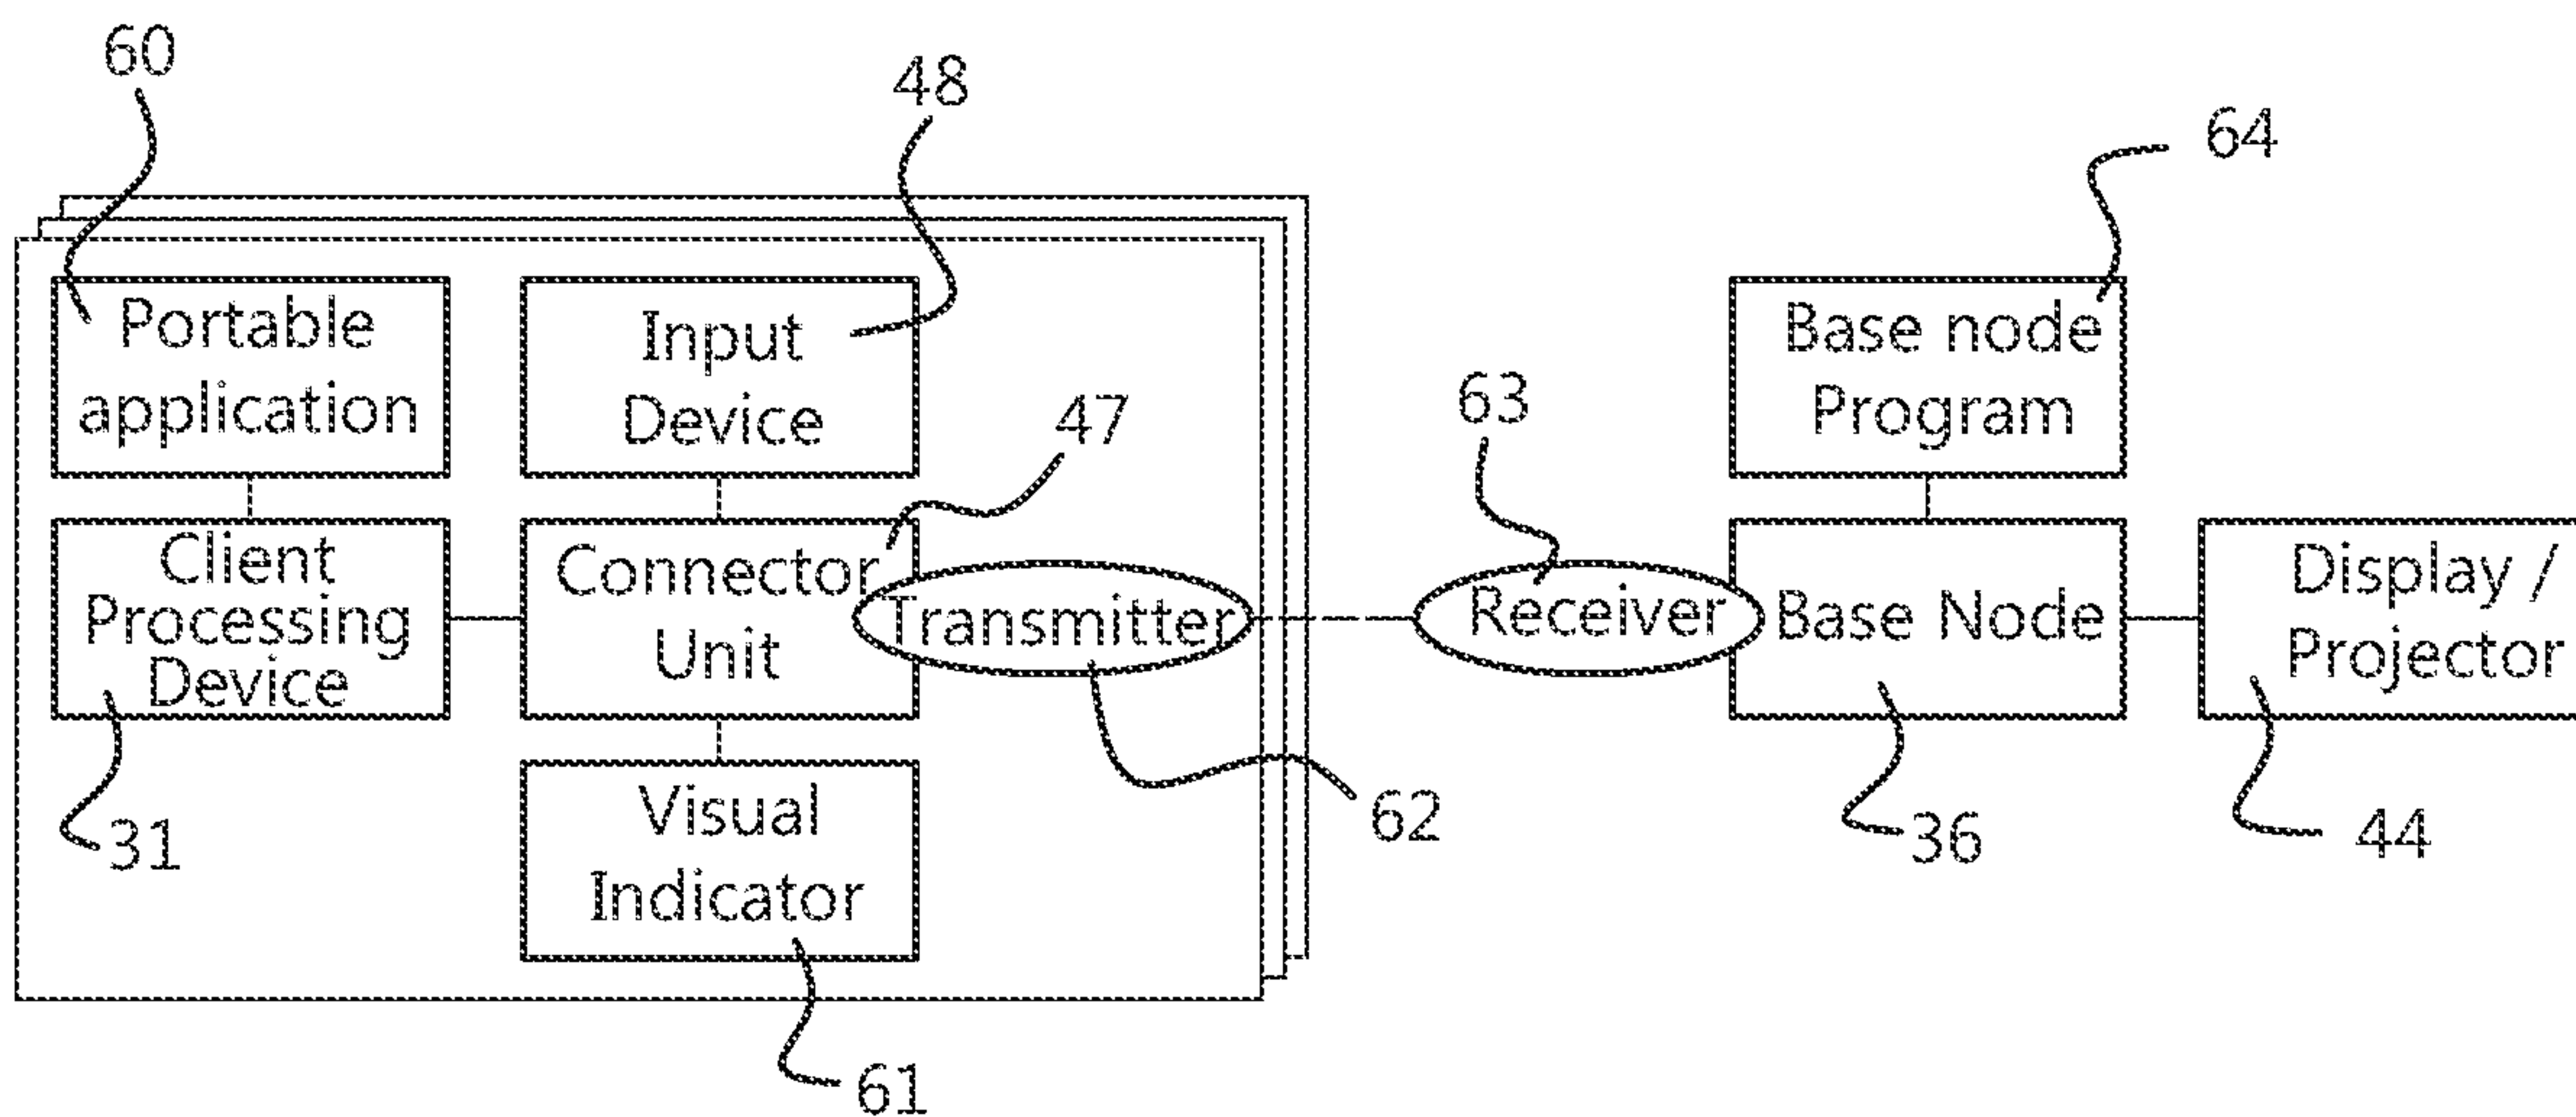 60
48
64
Portable
application
Input
Device
47
63
Base node
Program
Client
Processing
Device
Connector
Unit
Transmitter
Receiver
Base Node
Display /
Projector
31
Visual
Indicator
62
36
44
61